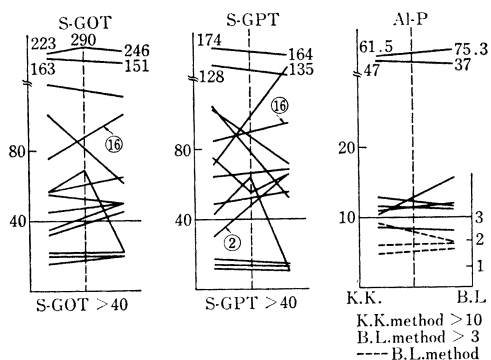 S-GOT
223 290 246
163 151
⑯
80
40
S-GOT >40
S-GPT
174 164
128 135
⑯
80
②
40
S-GPT >40
Al-P
61.5 75.3
47 37
20
10 3
2
1
K.K. B.L
K.K.method >10
B.L.method > 3
-----B.L.method